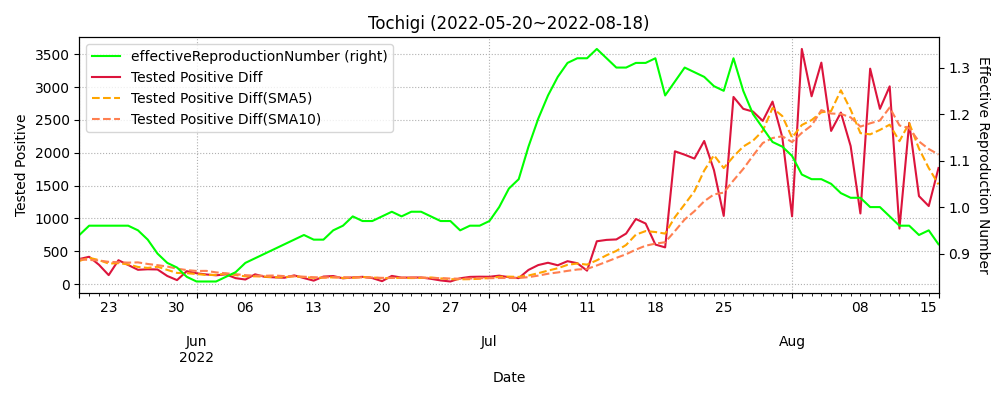 Tochigi (2022-05-20~2022-08-18)
effectiveReproductionNumber (right)
Tested Positive Diff
Tested Positive Diff(SMA5)
Tested Positive Diff(SMA10)
Tested Positive
3500
3000
2500
2000
1500
1000
500
0
1.3
1.2
1.1
1.0
0.9
Effective Reproduction Number
23 30 06 13 20 27 04 11 18 25 08 15
Jun Jul Aug
2022
Date